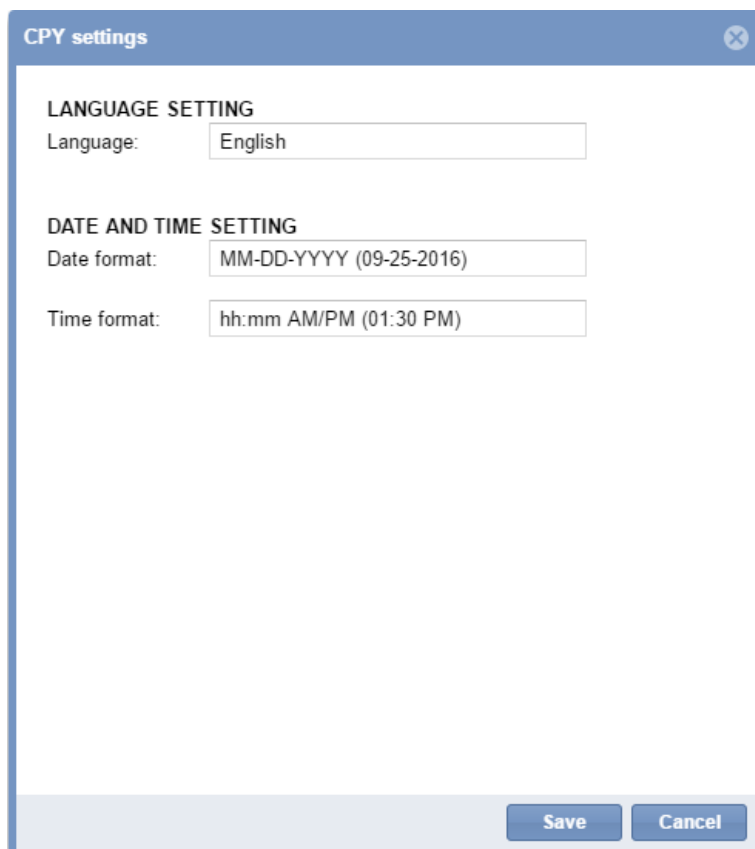 CPY settings
LANGUAGE SETTING
Language: English
DATE AND TIME SETTING
Date format: MM-DD-YYYY (09-25-2016)
Time format: hh:mm AM/PM (01:30 PM)
Save Cancel